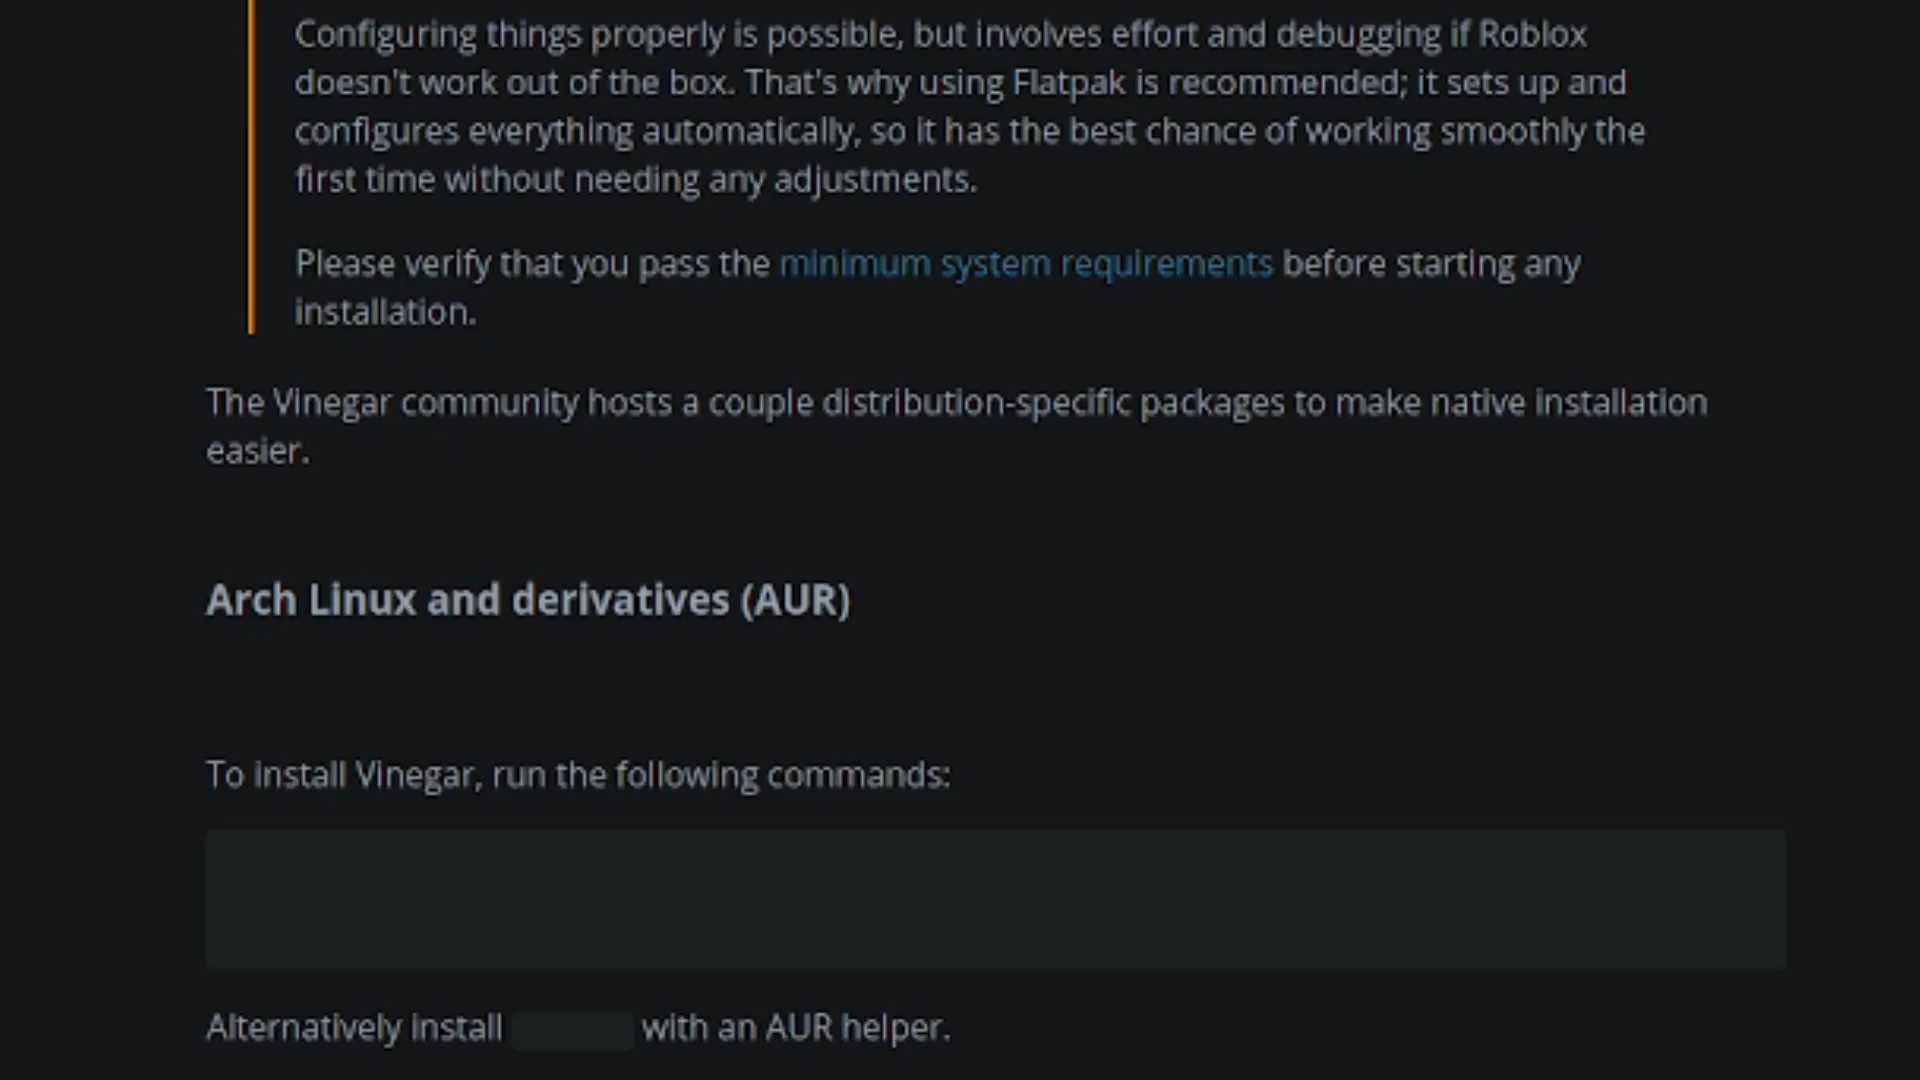 Configuring things properly is possible, but involves effort and debugging if Roblox
doesn't work out of the box. That's why using Flatpak is recommended; it sets up and
configures everything automatically, so it has the best chance of working smoothly the
first time without needing any adjustments.
Please verify that you pass the minimum system requirements before starting any
installation.
The Vinegar community hosts a couple distribution-specific packages to make native installation
easier.
Arch Linux and derivatives (AUR)
To install Vinegar, run the following commands:
Alternatively install with an AUR helper.